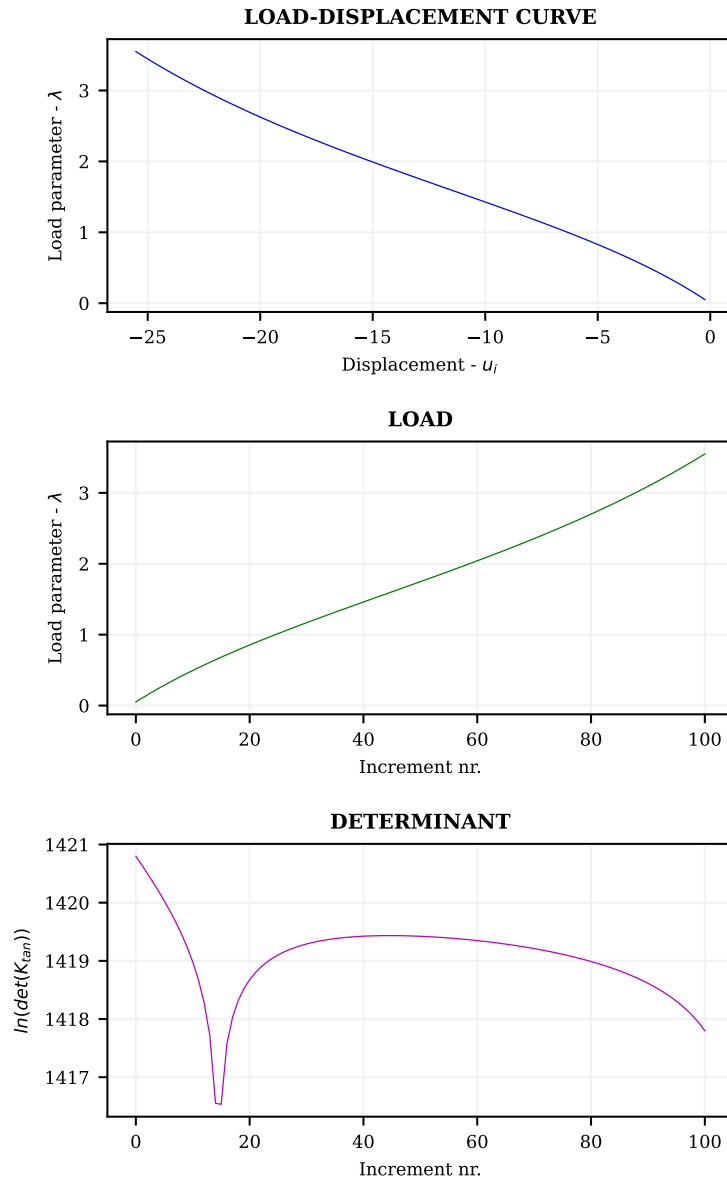 LOAD-DISPLACEMENT CURVE
Load parameter - λ
3
2
1
0
−25 −20 −15 −10 −5 0
Displacement - u_i
LOAD
Load parameter - λ
3
2
1
0
0 20 40 60 80 100
Increment nr.
DETERMINANT
ln(det(K_tan))
1421
1420
1419
1418
1417
0 20 40 60 80 100
Increment nr.